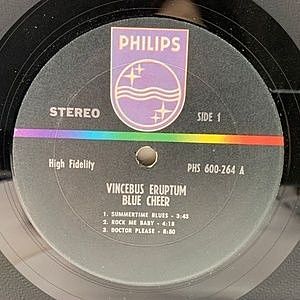 PHILIPS
STEREO
SIDE 1
High Fidelity
PHS 600-264 A
VINCEBUS ERUPTUM
BLUE CHEER
1. SUMMERTIME BLUES - 3:43
2. ROCK ME BABY - 4:18
3. DOCTOR PLEASE - 8:50